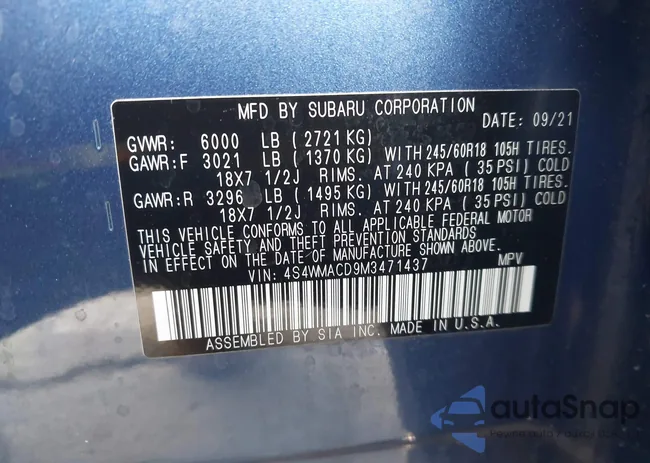 MFD BY SUBARU CORPORATION
DATE: 09/21
GVWR: 6000 LB ( 2721 KG)
GAWR:F 3021 LB ( 1370 KG) WITH 245/60R18 105H TIRES.
18X7 1/2J RIMS. AT 240 KPA ( 35 PSI) COLD
GAWR:R 3296 LB ( 1495 KG) WITH 245/60R18 105H TIRES.
18X7 1/2J RIMS. AT 240 KPA ( 35 PSI) COLD
THIS VEHICLE CONFORMS TO ALL APPLICABLE FEDERAL MOTOR
VEHICLE SAFETY AND THEFT PREVENTION STANDARDS
IN EFFECT ON THE DATE OF MANUFACTURE SHOWN ABOVE.
VIN: 4S4WMACD9M3471437 MPV
ASSEMBLED BY SIA INC. MADE IN U.S.A.
autoSnap